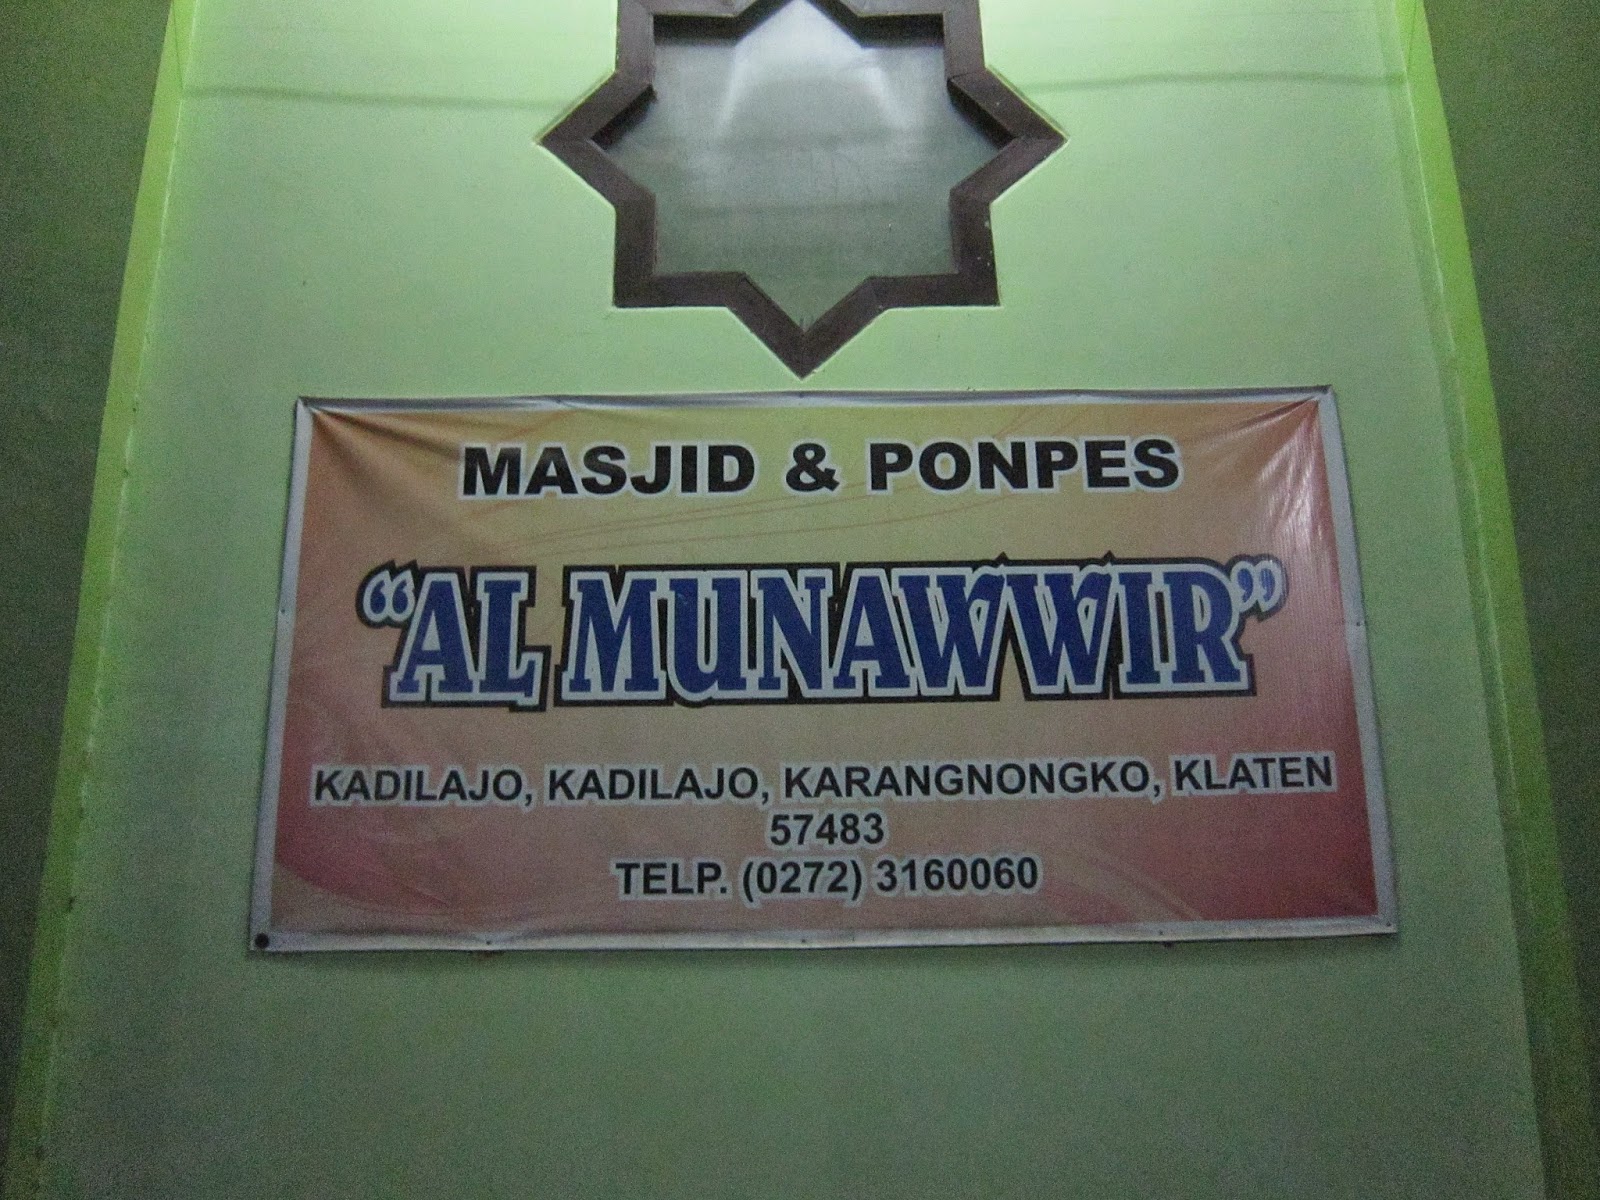 MASJID & PONPES
“AL MUNAWWIR”
KADILAJO, KADILAJO, KARANGNONGKO, KLATEN
57483
TELP. (0272) 3160060